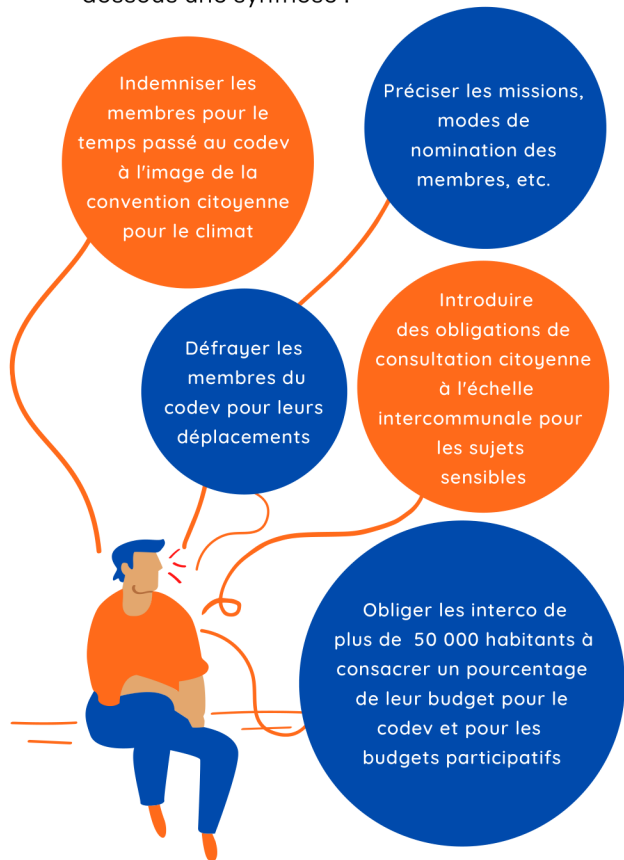 dessous une synthèse :
Indemniser les
membres pour le
temps passé au codev
à l'image de la
convention citoyenne
pour le climat
Préciser les missions,
modes de
nomination des
membres, etc.
Défrayer les
membres du
codev pour leurs
déplacements
Introduire
des obligations de
consultation citoyenne
à l'échelle
intercommunale pour
les sujets
sensibles
Obliger les interco de
plus de 50 000 habitants à
consacrer un pourcentage
de leur budget pour le
codev et pour les
budgets participatifs